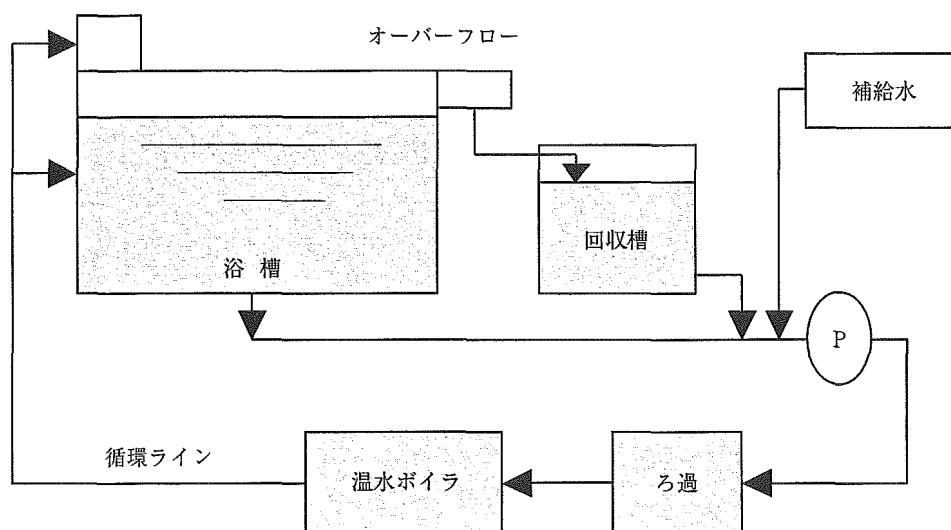 オーバーフロー
補給水
回収槽
浴 槽
P
循環ライン
温水ボイラ
ろ過